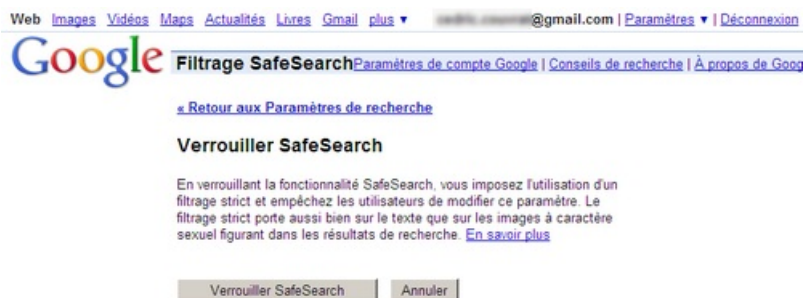 Web Images Vidéos Maps Actualités Livres Gmail plus ▼ @gmail.com | Paramètres ▼ | Déconnexion
Google Filtrage SafeSearch Paramètres de compte Google | Conseils de recherche | À propos de Goog
« Retour aux Paramètres de recherche
Verrouiller SafeSearch
En verrouillant la fonctionnalité SafeSearch, vous imposez l'utilisation d'un
filtrage strict et empêchez les utilisateurs de modifier ce paramètre. Le
filtrage strict porte aussi bien sur le texte que sur les images à caractère
sexuel figurant dans les résultats de recherche. En savoir plus
Verrouiller SafeSearch Annuler